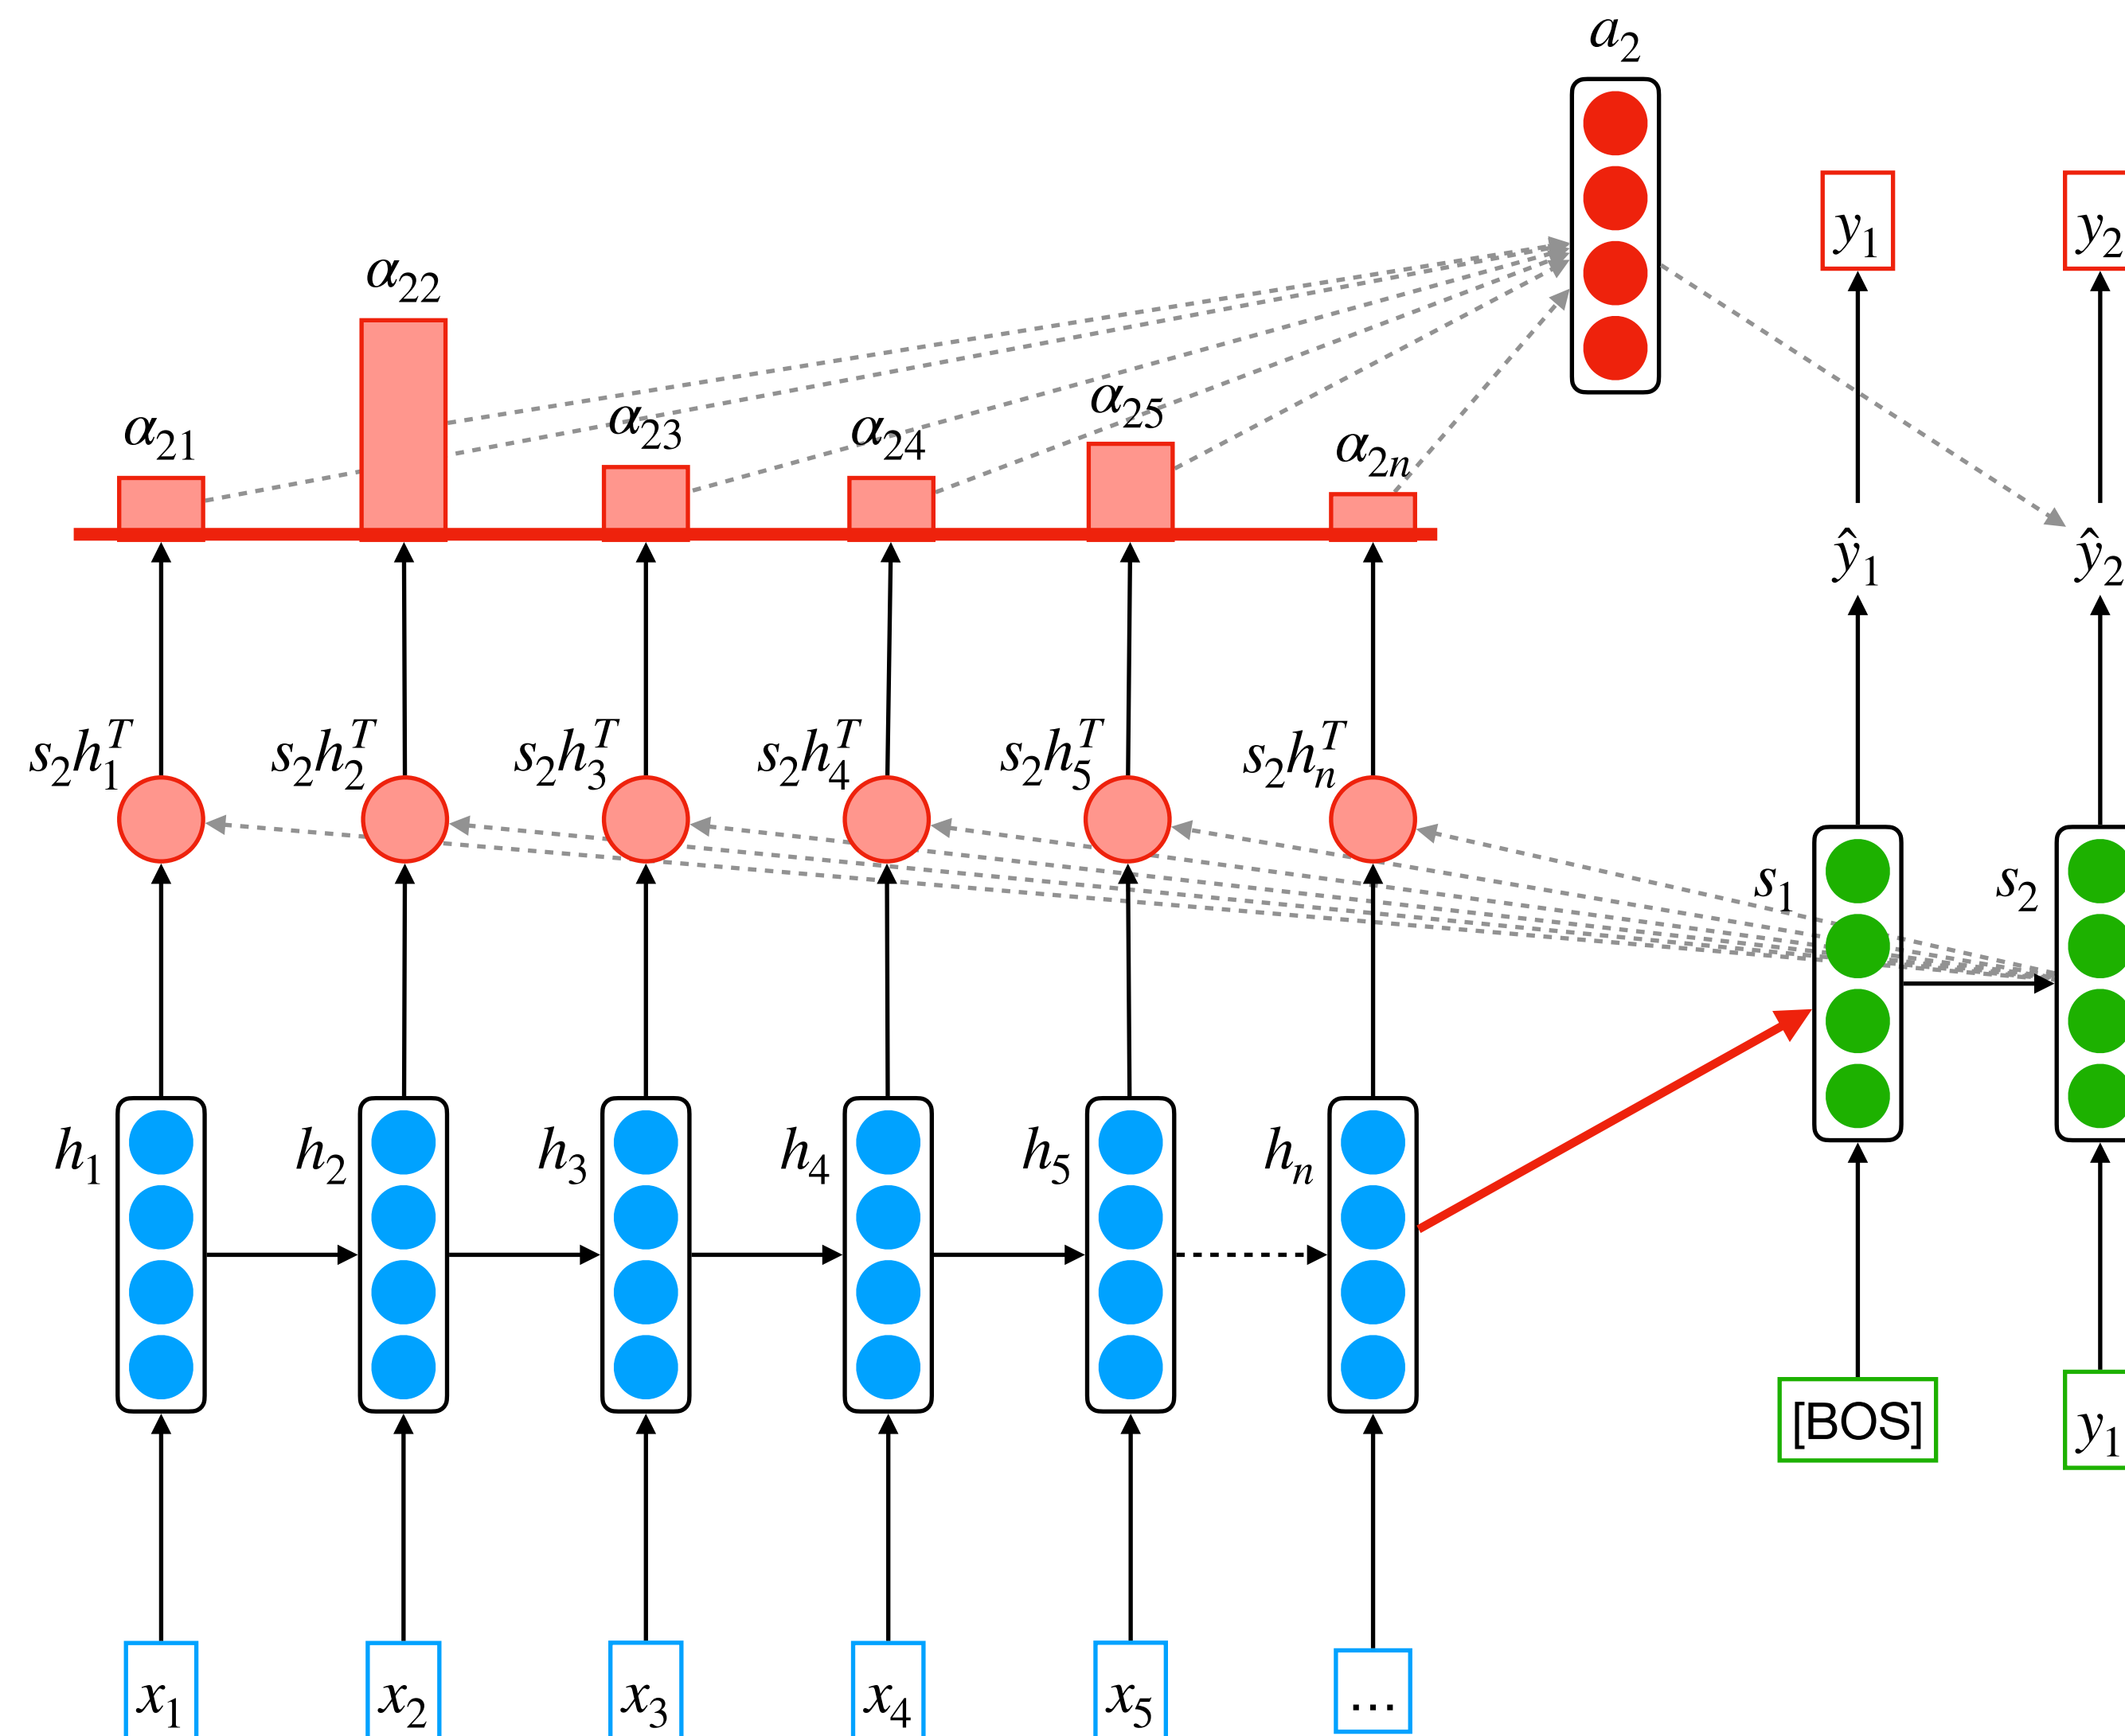 a₂
y₁ y₂
α₂₂
α₂₁ α₂₃ α₂₄ α₂₅ α₂ₙ
ŷ₁ ŷ₂
s₂h₁ᵀ s₂h₂ᵀ s₂h₃ᵀ s₂h₄ᵀ s₂h₅ᵀ s₂hₙᵀ
s₁ s₂
h₁ h₂ h₃ h₄ h₅ hₙ
[BOS] y₁
x₁ x₂ x₃ x₄ x₅ ...